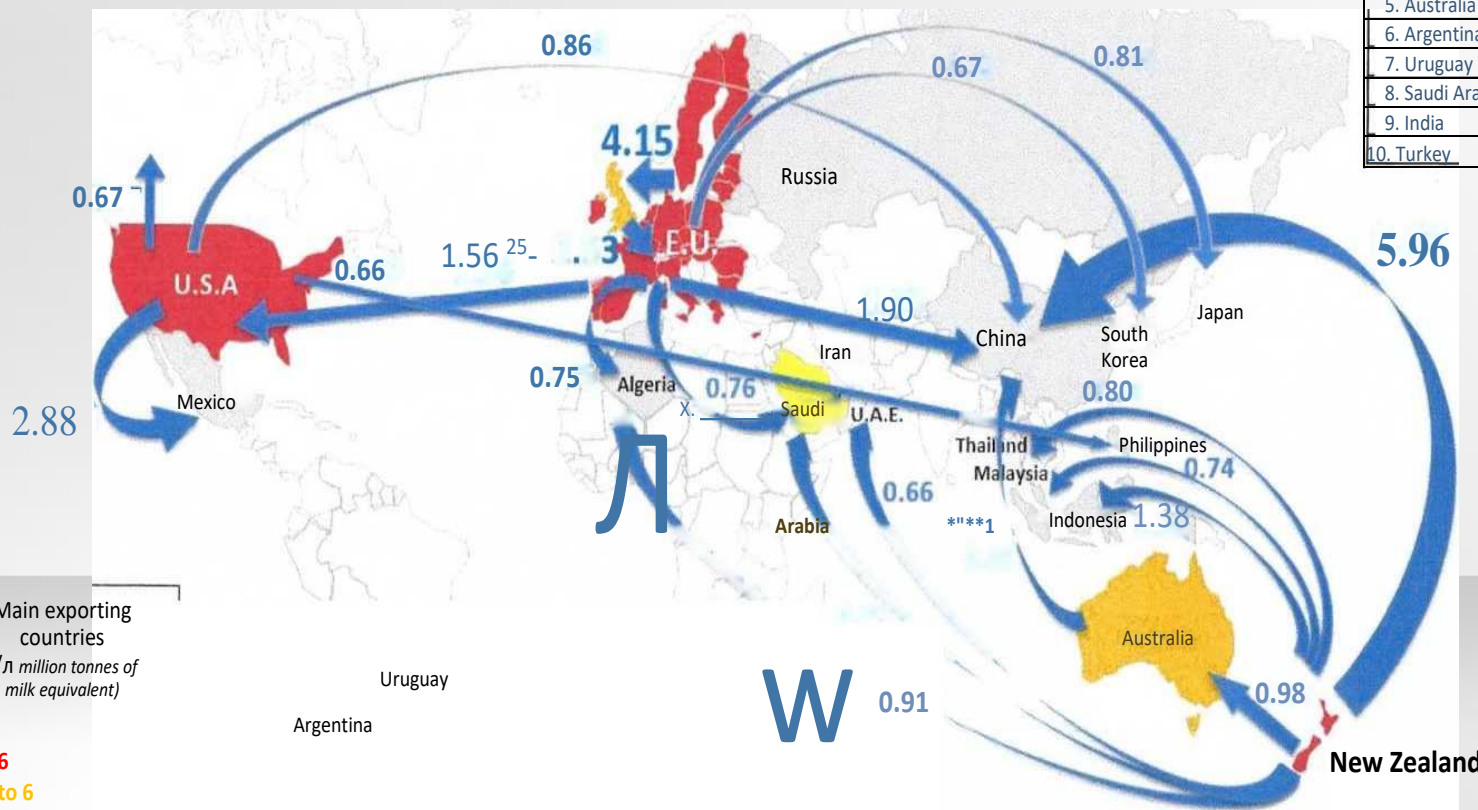 5. Australia
6. Argentina
7. Uruguay
8. Saudi Ara
9. India
10. Turkey
0.86
0.67
0.81
4.15
Russia
0.67
1.56 25-
3
E.U.
5.96
U.S.A
0.66
1.90
Japan
China
South
Korea
Iran
0.75
Algeria
0.76
0.80
Mexico
X.
Saudi
U.A.E.
2.88
Thailand
Philippines
Malaysia
0.74
Л
0.66
Arabia
*"**1
Indonesia
1.38
Main exporting
countries
л million tonnes of
milk equivalent)
Australia
Uruguay
W
0.91
0.98
Argentina
6
to 6
New Zealand